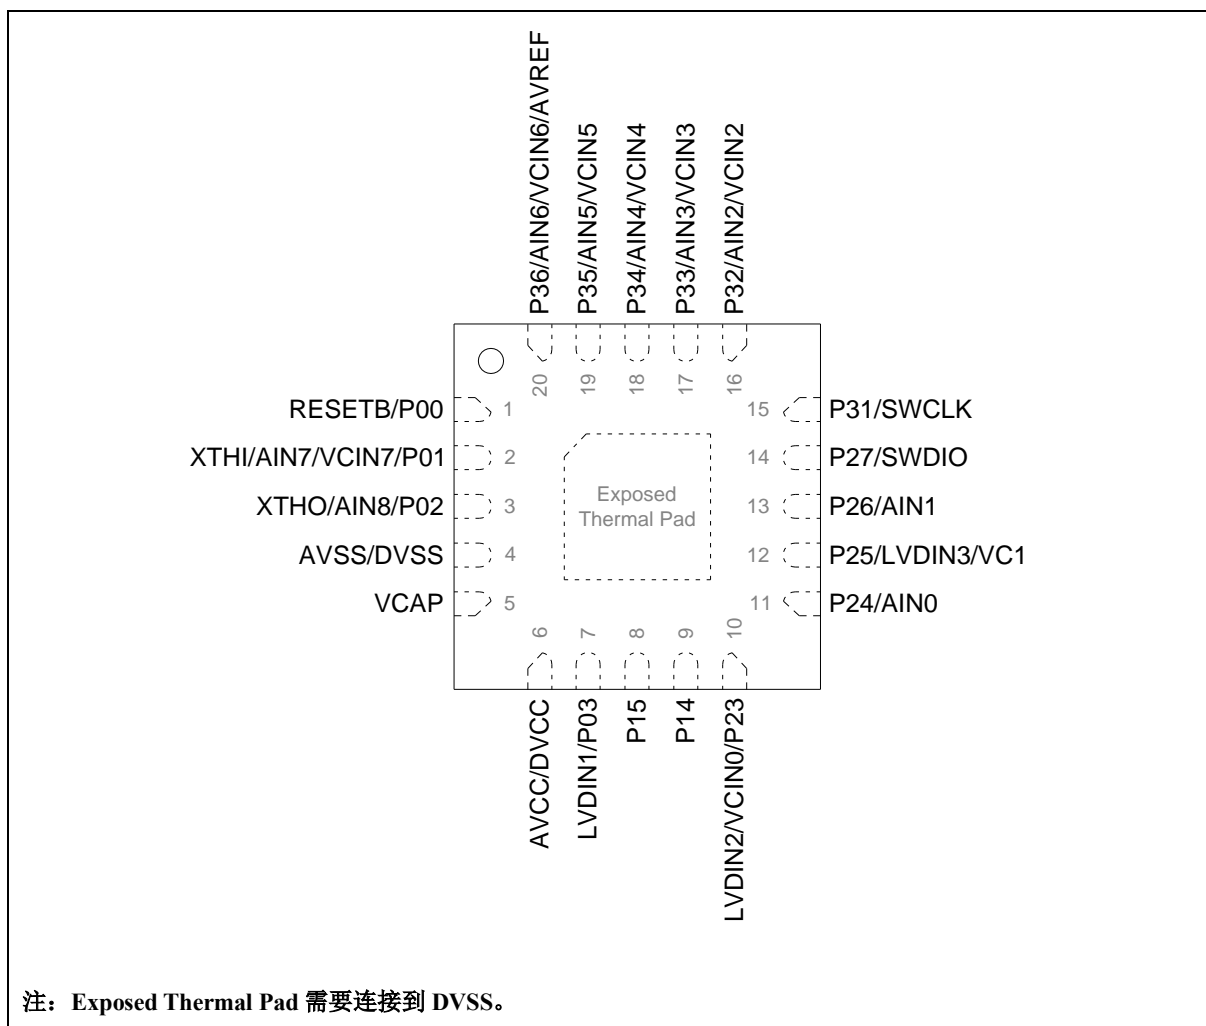 P36/AIN6/VCIN6/AVREF
P35/AIN5/VCIN5
P34/AIN4/VCIN4
P33/AIN3/VCIN3
P32/AIN2/VCIN2
20
19
18
17
16
RESETB/P00
1
15
P31/SWCLK
XTHI/AIN7/VCIN7/P01
2
14
P27/SWDIO
XTHO/AIN8/P02
3
Exposed
Thermal Pad
13
P26/AIN1
AVSS/DVSS
4
12
P25/LVDIN3/VC1
VCAP
5
11
P24/AIN0
6
7
8
9
10
AVCC/DVCC
LVDIN1/P03
P15
P14
LVDIN2/VCIN0/P23
注：Exposed Thermal Pad 需要连接到 DVSS。